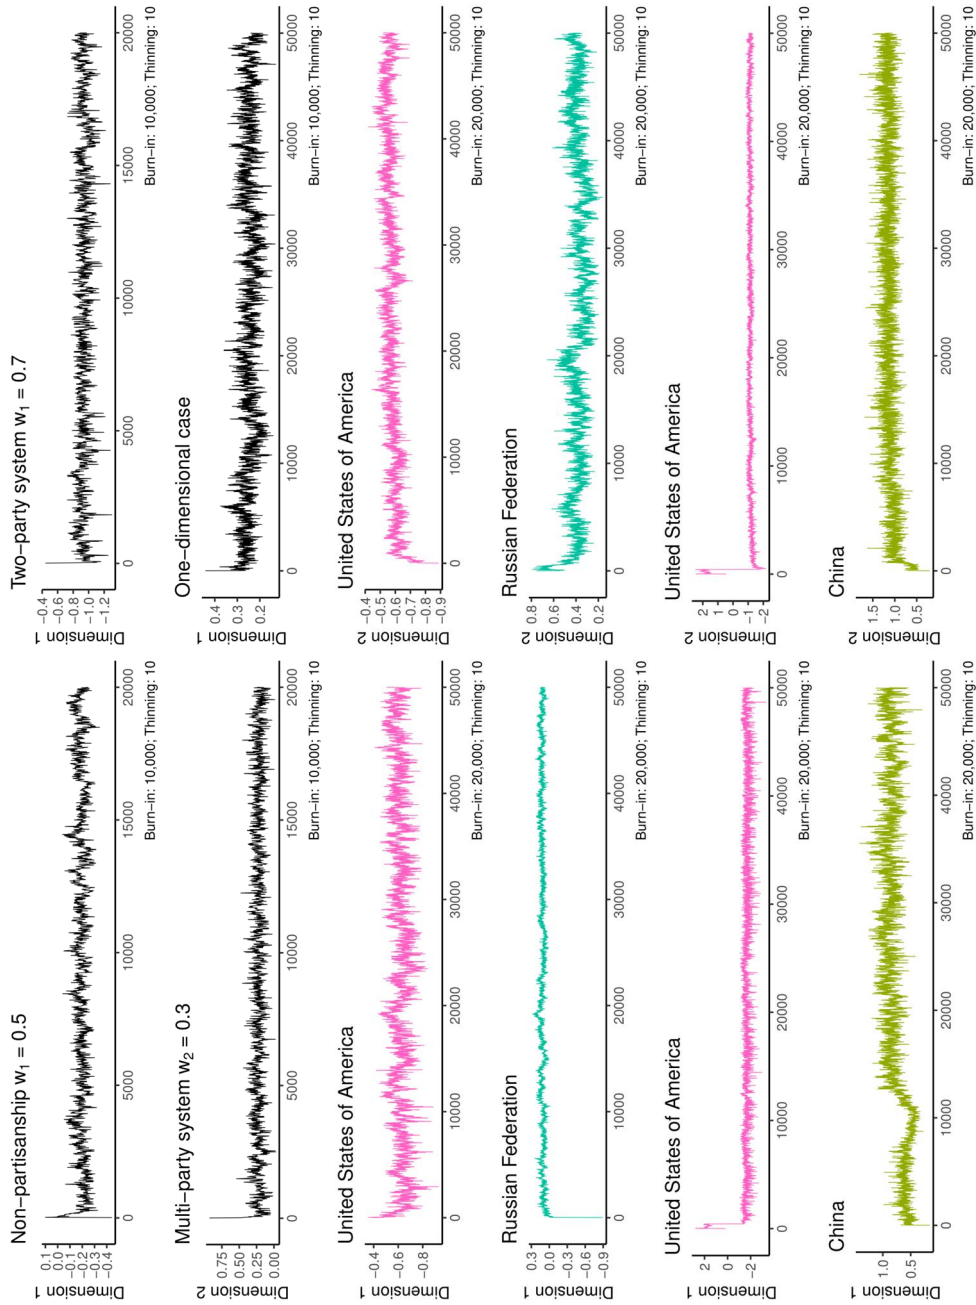 Non−partisanship w₁ = 0.5
Dimension 1
0.1
0.0
−0.1
−0.2
−0.3
−0.4
0 5000 10000 15000 20000
Burn−in: 10,000; Thinning: 10
Two−party system w₁ = 0.7
Dimension 1
−0.4
−0.6
−0.8
−1.0
−1.2
0 5000 10000 15000 20000
Burn−in: 10,000; Thinning: 10
Multi−party system w₂ = 0.3
Dimension 2
0.75
0.50
0.25
0.00
0 5000 10000 15000 20000
Burn−in: 10,000; Thinning: 10
One−dimensional case
Dimension 1
0.4
0.3
0.2
0 10000 20000 30000 40000 50000
Burn−in: 10,000; Thinning: 10
United States of America
Dimension 1
−0.4
−0.6
−0.8
0 10000 20000 30000 40000 50000
Burn−in: 20,000; Thinning: 10
United States of America
Dimension 2
−0.4
−0.5
−0.6
−0.7
−0.8
−0.9
0 10000 20000 30000 40000 50000
Burn−in: 20,000; Thinning: 10
Russian Federation
Dimension 1
0.3
0.0
−0.3
−0.6
−0.9
0 10000 20000 30000 40000 50000
Burn−in: 20,000; Thinning: 10
Russian Federation
Dimension 2
0.8
0.6
0.4
0.2
0 10000 20000 30000 40000 50000
Burn−in: 20,000; Thinning: 10
United States of America
Dimension 1
2
0
−2
0 10000 20000 30000 40000 50000
Burn−in: 20,000; Thinning: 10
United States of America
Dimension 2
2
1
0
−1
−2
0 10000 20000 30000 40000 50000
Burn−in: 20,000; Thinning: 10
China
Dimension 1
1.0
0.5
0 10000 20000 30000 40000 50000
Burn−in: 20,000; Thinning: 10
China
Dimension 2
1.5
1.0
0.5
0 10000 20000 30000 40000 50000
Burn−in: 20,000; Thinning: 10